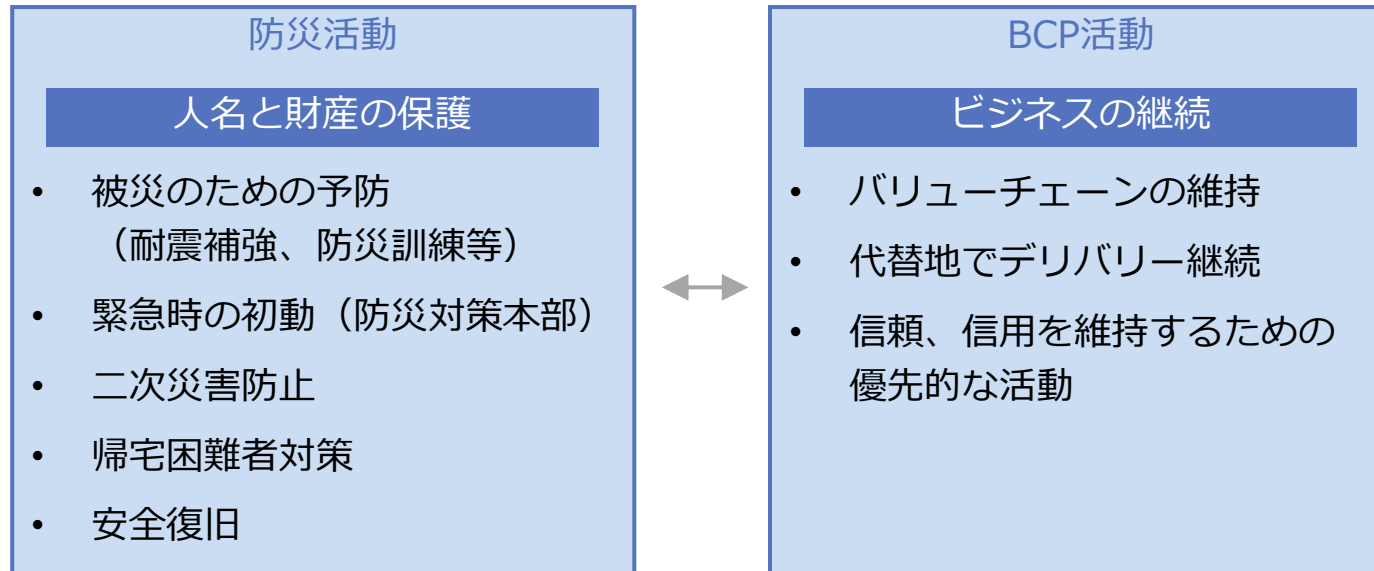 防災活動
人名と財産の保護
• 被災のための予防
（耐震補強、防災訓練等）
• 緊急時の初動（防災対策本部）
• 二次災害防止
• 帰宅困難者対策
• 安全復旧
BCP活動
ビジネスの継続
• バリューチェーンの維持
• 代替地でデリバリー継続
• 信頼、信用を維持するための
優先的な活動